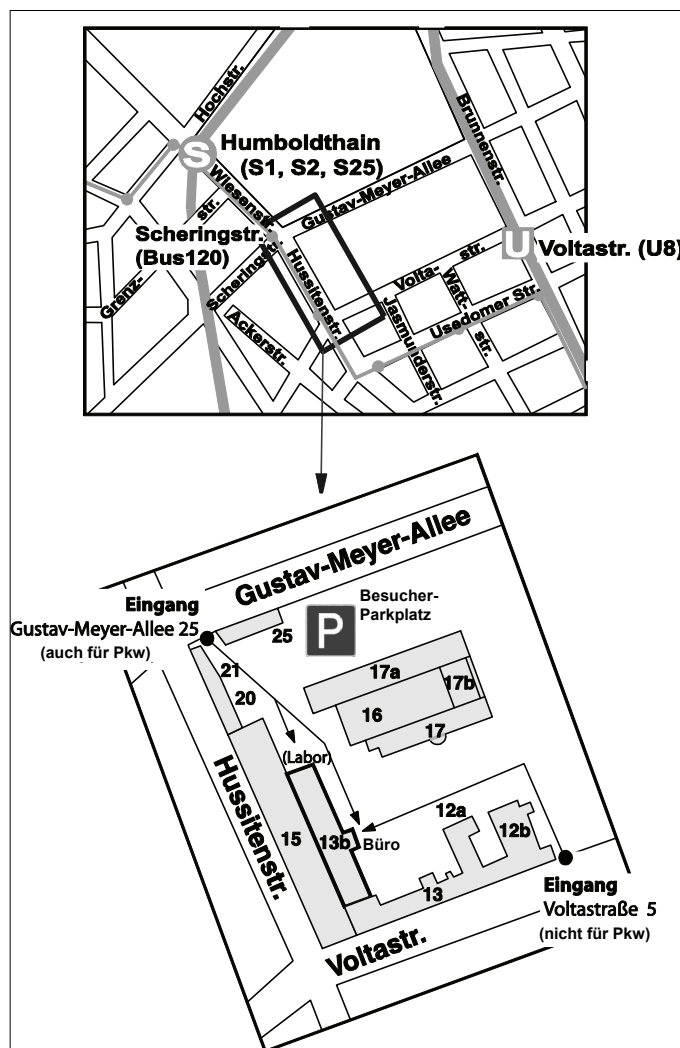 Hochstr.
Brunnenstr.
S
Humboldthain
(S1, S2, S25)
Wiesenstr.
Gustav-Meyer-Allee
Grenz-
str.
Scheringstr.
(Bus120)
Scheringstr.
Hussitenstr.
Ackerstr.
Volta-
str.
Watt-
str.
Jasmunderstr.
Usedomer Str.
U
Voltastr. (U8)
Gustav-Meyer-Allee
Eingang
Gustav-Meyer-Allee 25
(auch für Pkw)
25
P
Besucher-
Parkplatz
21
20
17a
17b
16
17
(Labor)
Hussitenstr.
15
13b
Büro
12a
12b
13
Eingang
Voltastraße 5
(nicht für Pkw)
Voltastr.